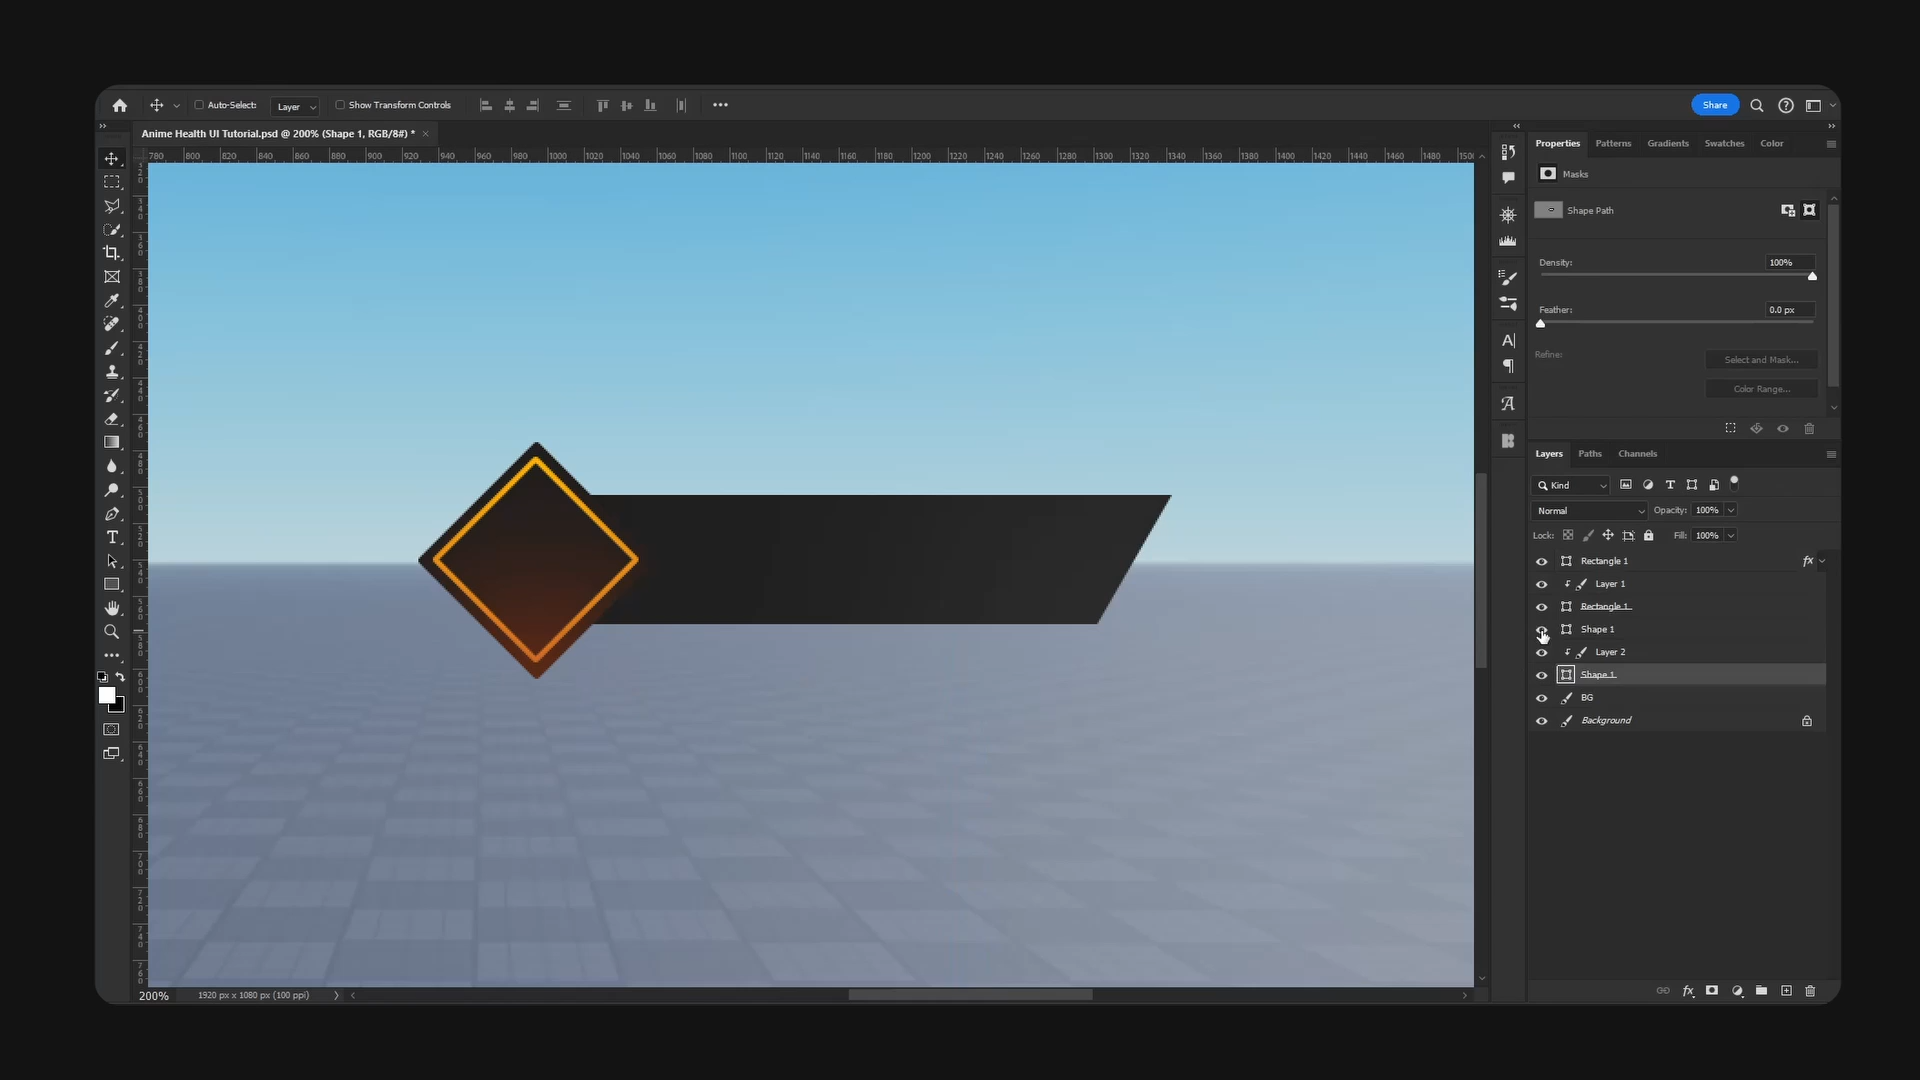 Auto-Select:
Layer
Show Transform Controls
Share
Anime Health UI Tutorial.psd @ 200% (Shape 1, RGB/8#) *
780 800 820 840 860 880 900 920 940 960 980 1000 1020 1040 1060 1080 1100 1120 1140 1160 1180 1200 1220 1240 1260 1280 1300 1320 1340 1360 1380 1400 1420 1440 1460 1480 1500
Properties
Patterns
Gradients
Swatches
Color
Masks
Shape Path
Density:
100%
Feather:
0.0 px
Refine:
Select and Mask...
Color Range...
Layers
Paths
Channels
Kind
Normal
Opacity: 100%
Lock:
Fill: 100%
Rectangle 1
fx
Layer 1
Rectangle 1
Shape 1
Layer 2
Shape 1
BG
Background
200%
1920 px x 1080 px (100 ppi)
fx